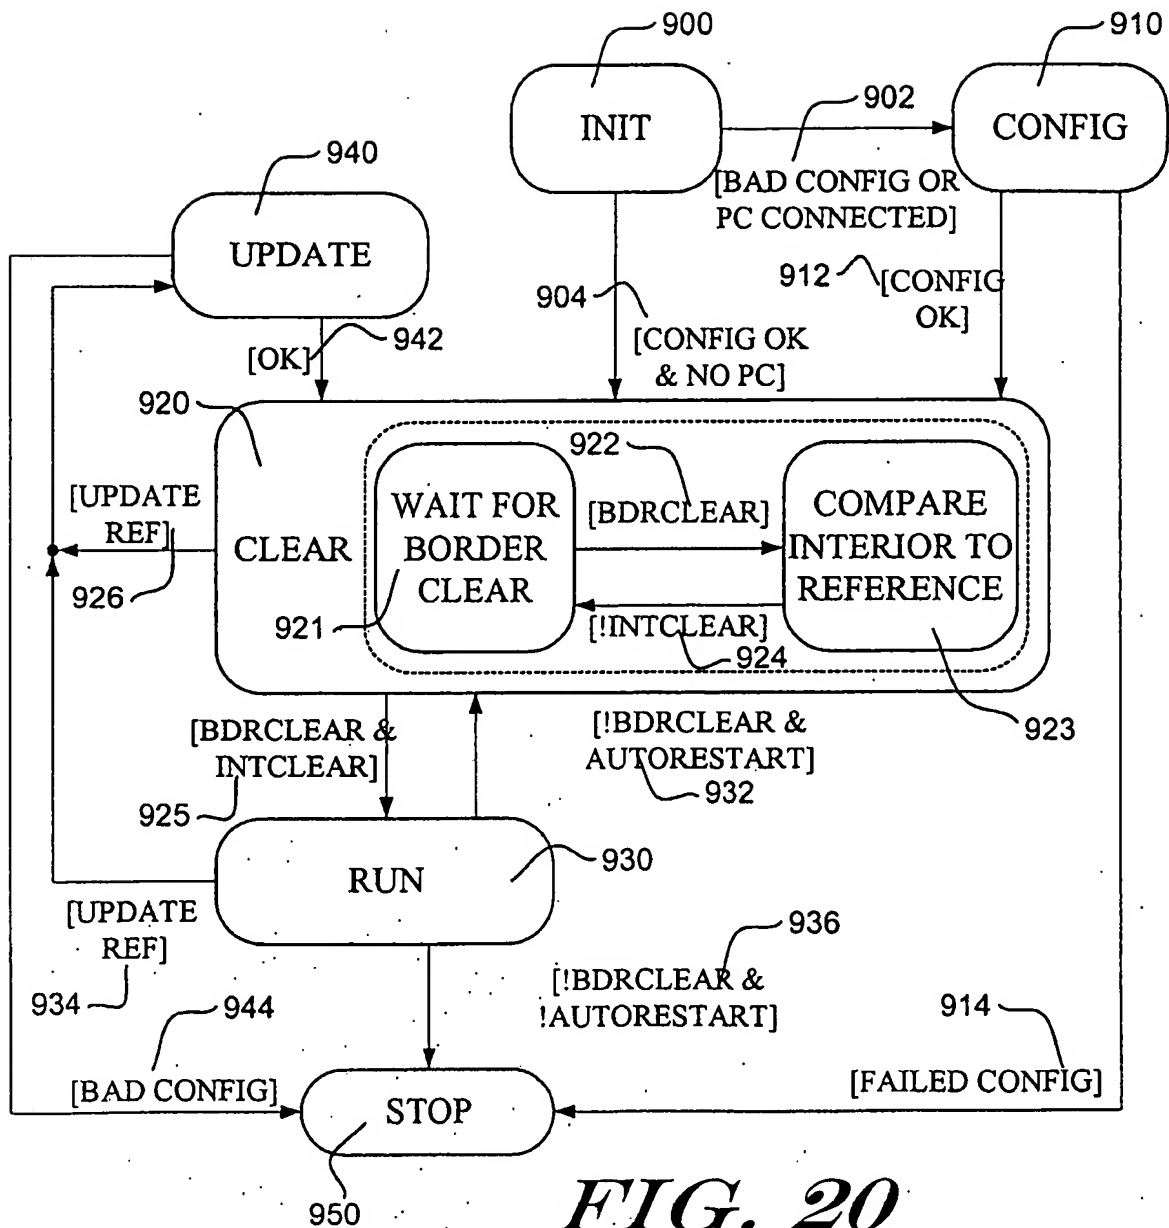 900
910
INIT
902
CONFIG
[BAD CONFIG OR
PC CONNECTED]
940
UPDATE
912
[CONFIG
OK]
904
[CONFIG OK
& NO PC]
[OK]
942
920
922
[UPDATE
REF]
926
CLEAR
WAIT FOR
BORDER
CLEAR
921
[BDRCLEAR]
[!INTCLEAR]
924
COMPARE
INTERIOR TO
REFERENCE
923
[BDRCLEAR &
INTCLEAR]
925
[!BDRCLEAR &
AUTORESTART]
932
RUN
930
[UPDATE
REF]
934
936
[!BDRCLEAR &
!AUTORESTART]
944
[BAD CONFIG]
914
[FAILED CONFIG]
STOP
950
FIG. 20